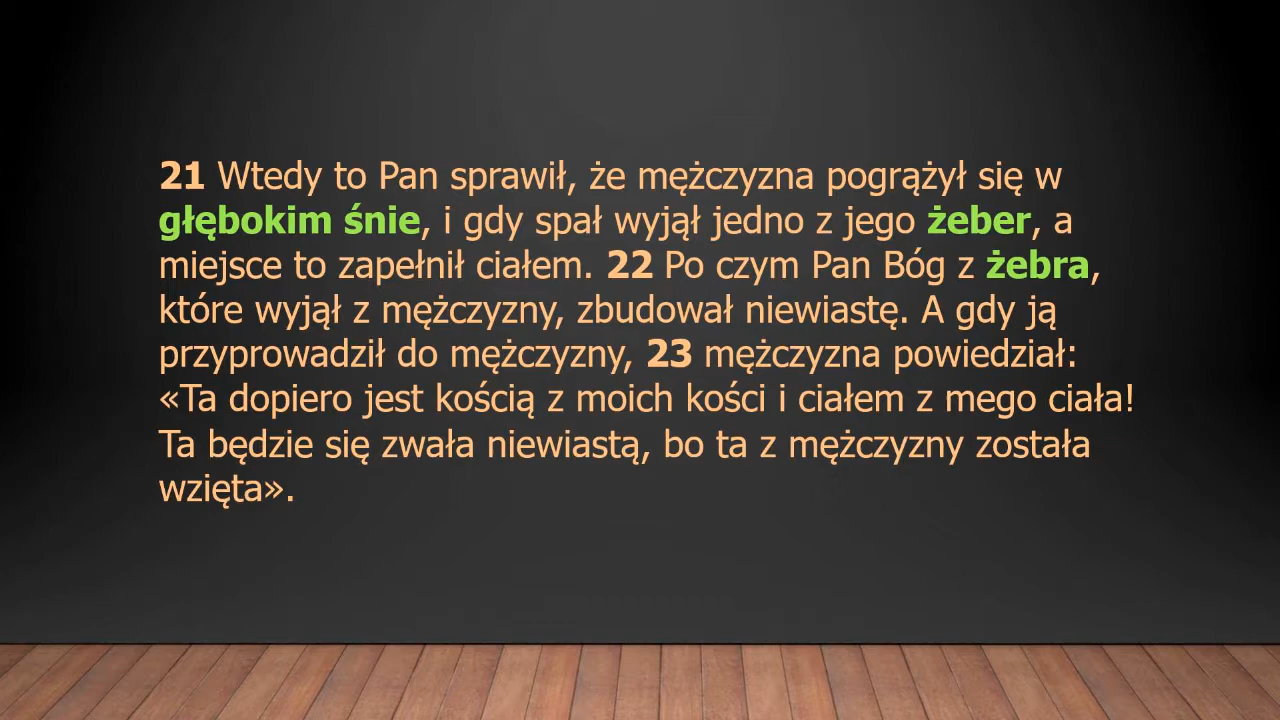 21 Wtedy to Pan sprawił, że mężczyzna pogrążył się w
głębokim śnie, i gdy spał wyjął jedno z jego żeber, a
miejsce to zapełnił ciałem. 22 Po czym Pan Bóg z żebra,
które wyjął z mężczyzny, zbudował niewiastę. A gdy ją
przyprowadził do mężczyzny, 23 mężczyzna powiedział:
«Ta dopiero jest kością z moich kości i ciałem z mego ciała!
Ta będzie się zwała niewiastą, bo ta z mężczyzny została
wzięta».